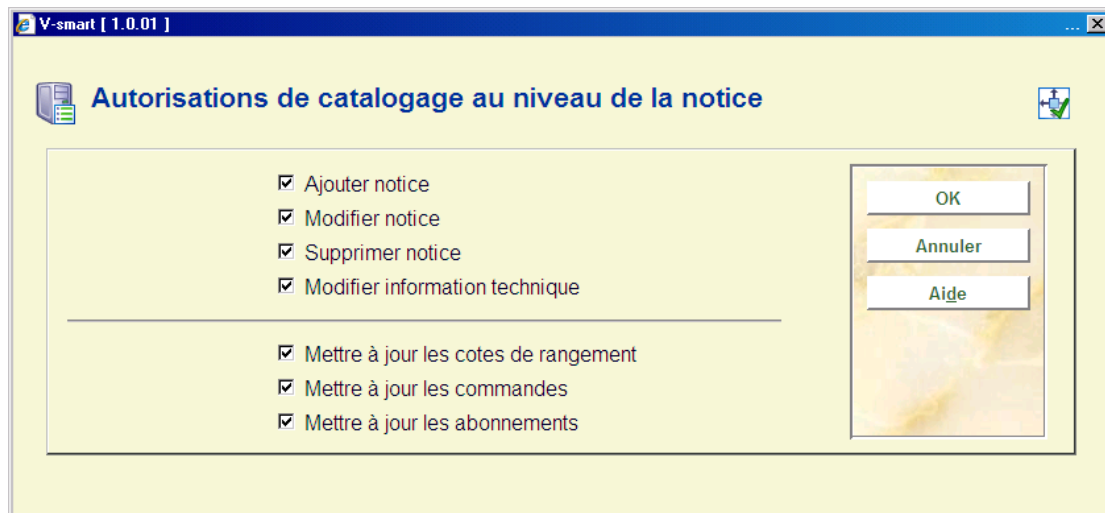 V-smart [ 1.0.01 ]
...
Autorisations de catalogage au niveau de la notice
Ajouter notice
Modifier notice
Supprimer notice
Modifier information technique
Mettre à jour les cotes de rangement
Mettre à jour les commandes
Mettre à jour les abonnements
OK
Annuler
Aide